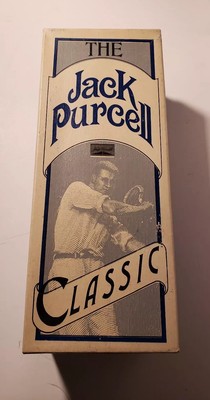 THE
Jack
Purcell
CLASSIC